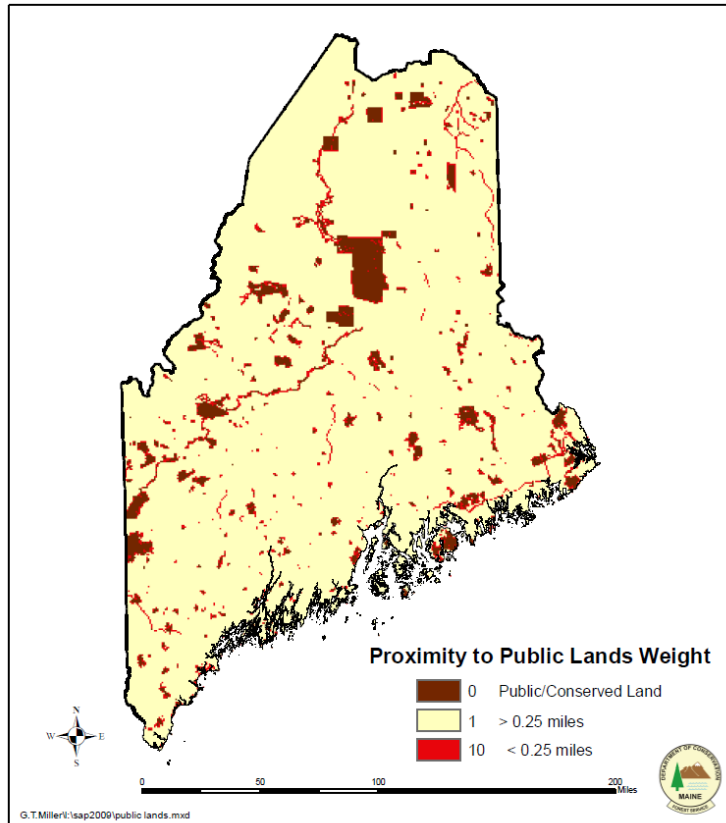 Proximity to Public Lands Weight
0 Public/Conserved Land
1 > 0.25 miles
10 < 0.25 miles
N
W E
S
0 50 100 200
Miles
DEPARTMENT OF CONSERVATION
MAINE
FOREST SERVICE
G.T.Miller\I:\sap2009\public lands.mxd